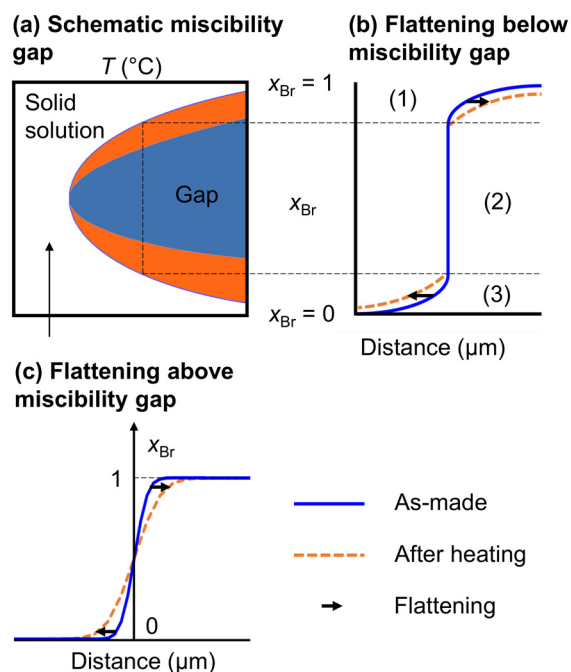 (a) Schematic miscibility
gap
T (°C)
Solid
solution
Gap
(b) Flattening below
miscibility gap
xBr = 1
xBr
xBr = 0
(1)
(2)
(3)
Distance (µm)
(c) Flattening above
miscibility gap
xBr
1
0
Distance (µm)
As-made
After heating
Flattening